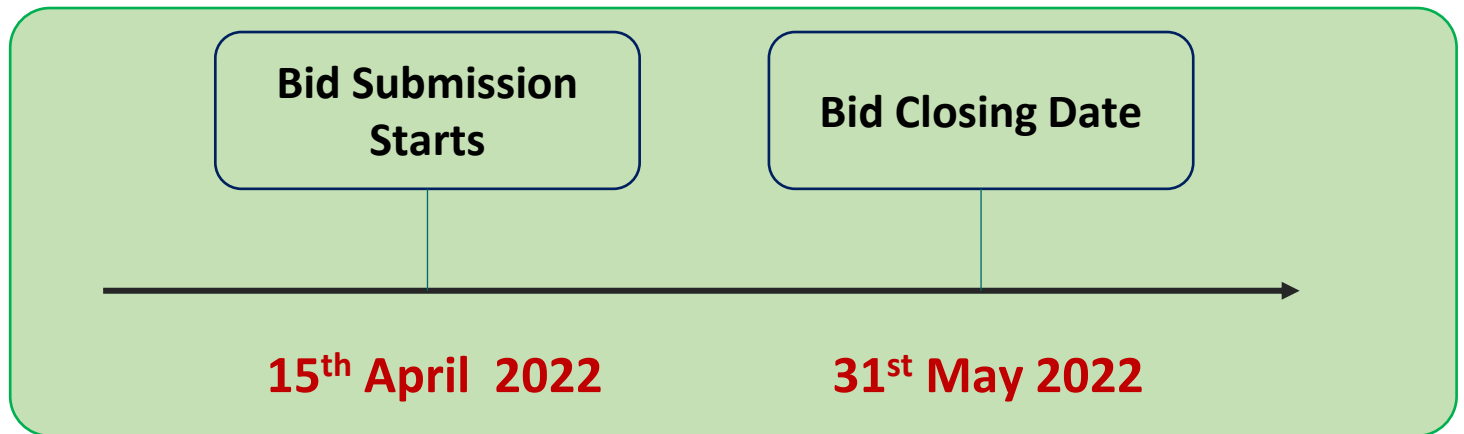 Bid Submission
Starts
Bid Closing Date
15th April 2022
31st May 2022